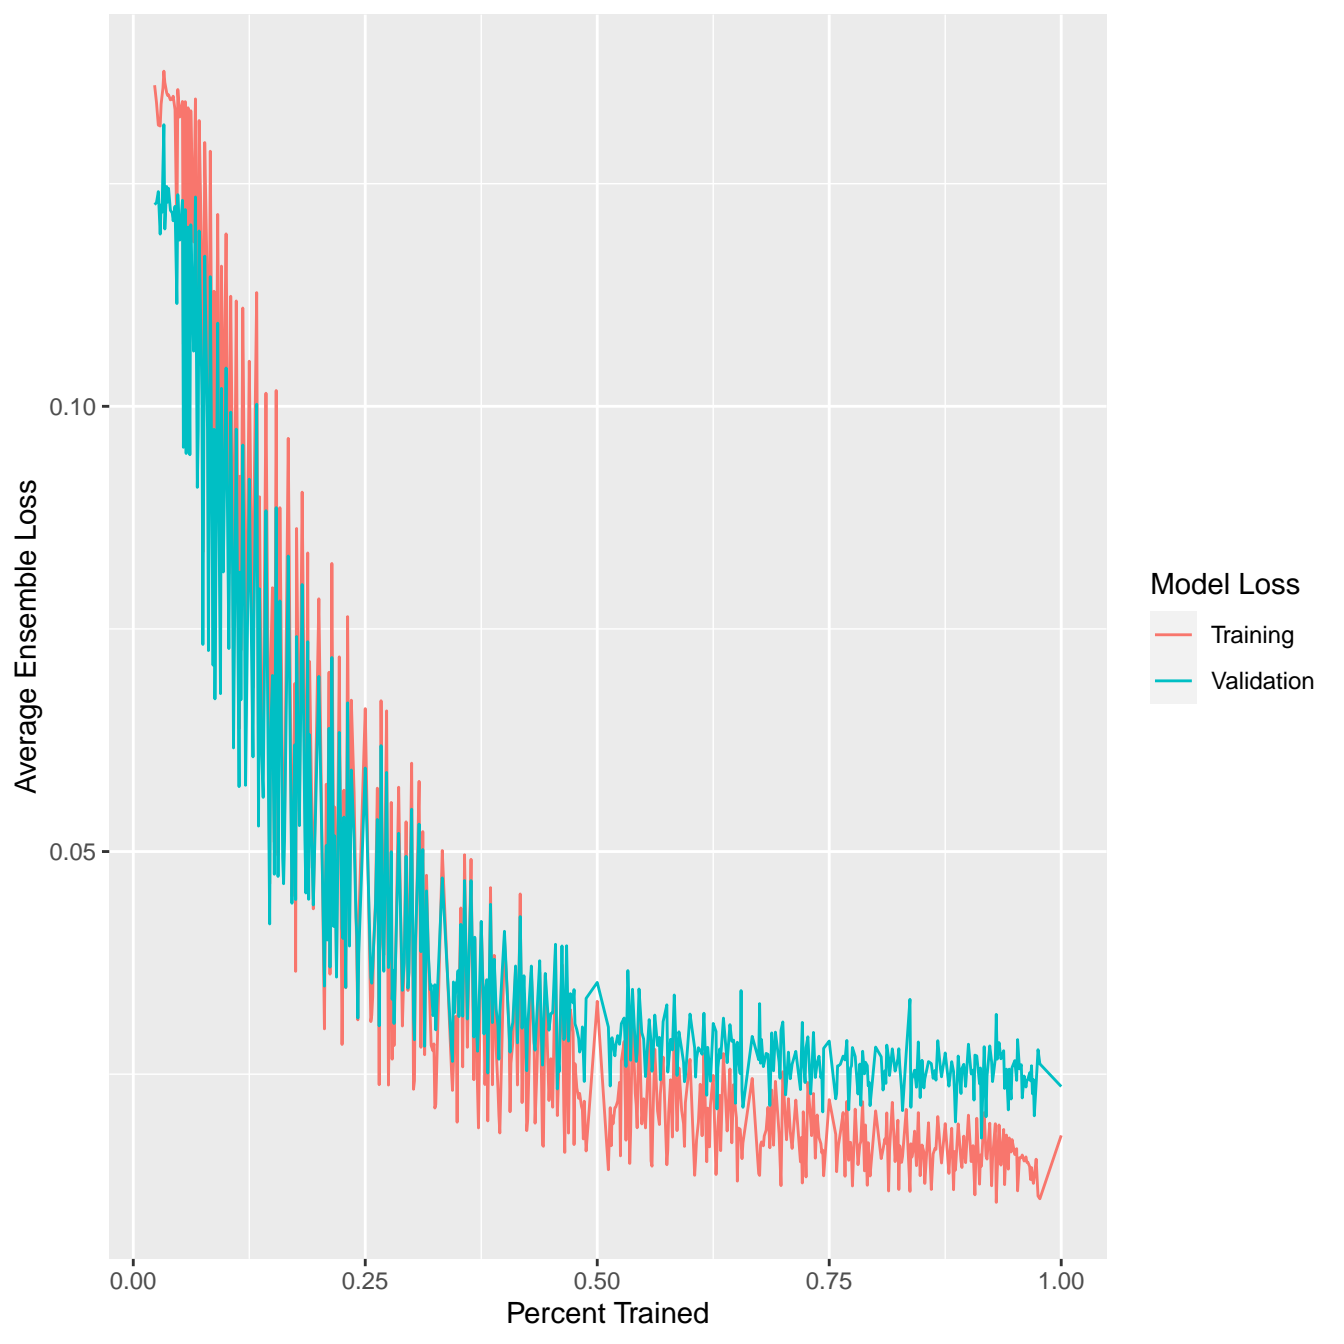 0.10
0.05
Average Ensemble Loss
0.00 0.25 0.50 0.75 1.00
Percent Trained
Model Loss
Training
Validation